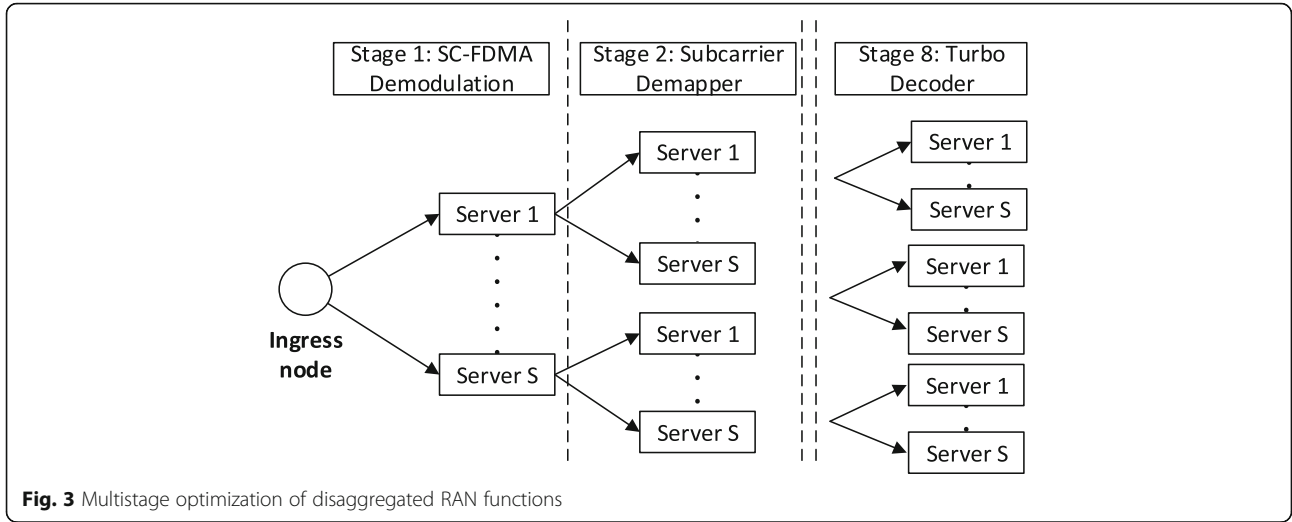 Stage 1: SC-FDMA
Demodulation
Stage 2: Subcarrier
Demapper
Stage 8: Turbo
Decoder
Ingress
node
Server 1
Server S
Server 1
Server S
Server 1
Server S
Server 1
Server S
Server 1
Server S
Server 1
Server S
Fig. 3 Multistage optimization of disaggregated RAN functions